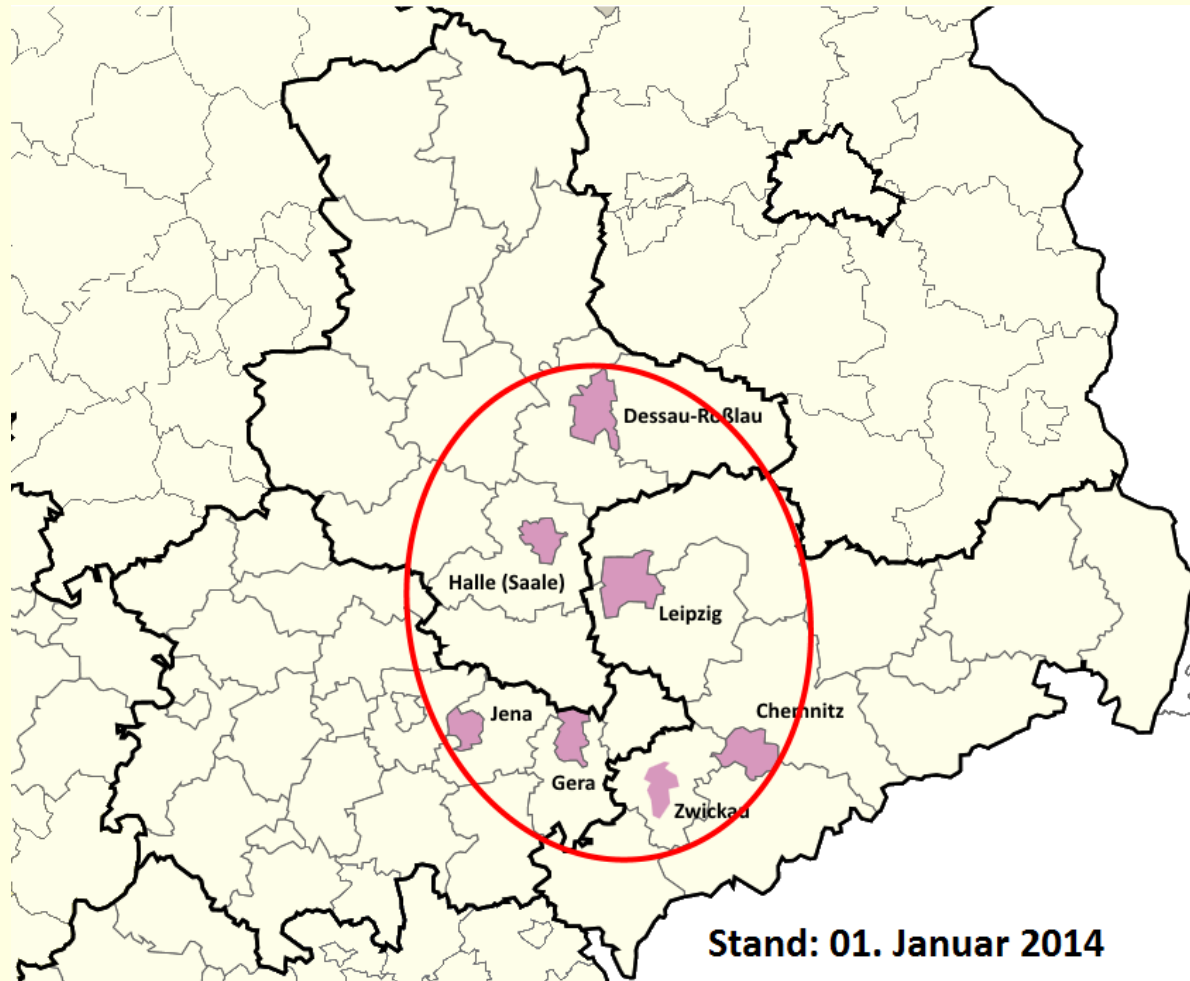 Dessau-Roßlau
Halle (Saale)
Leipzig
Jena
Chemnitz
Gera
Zwickau
Stand: 01. Januar 2014